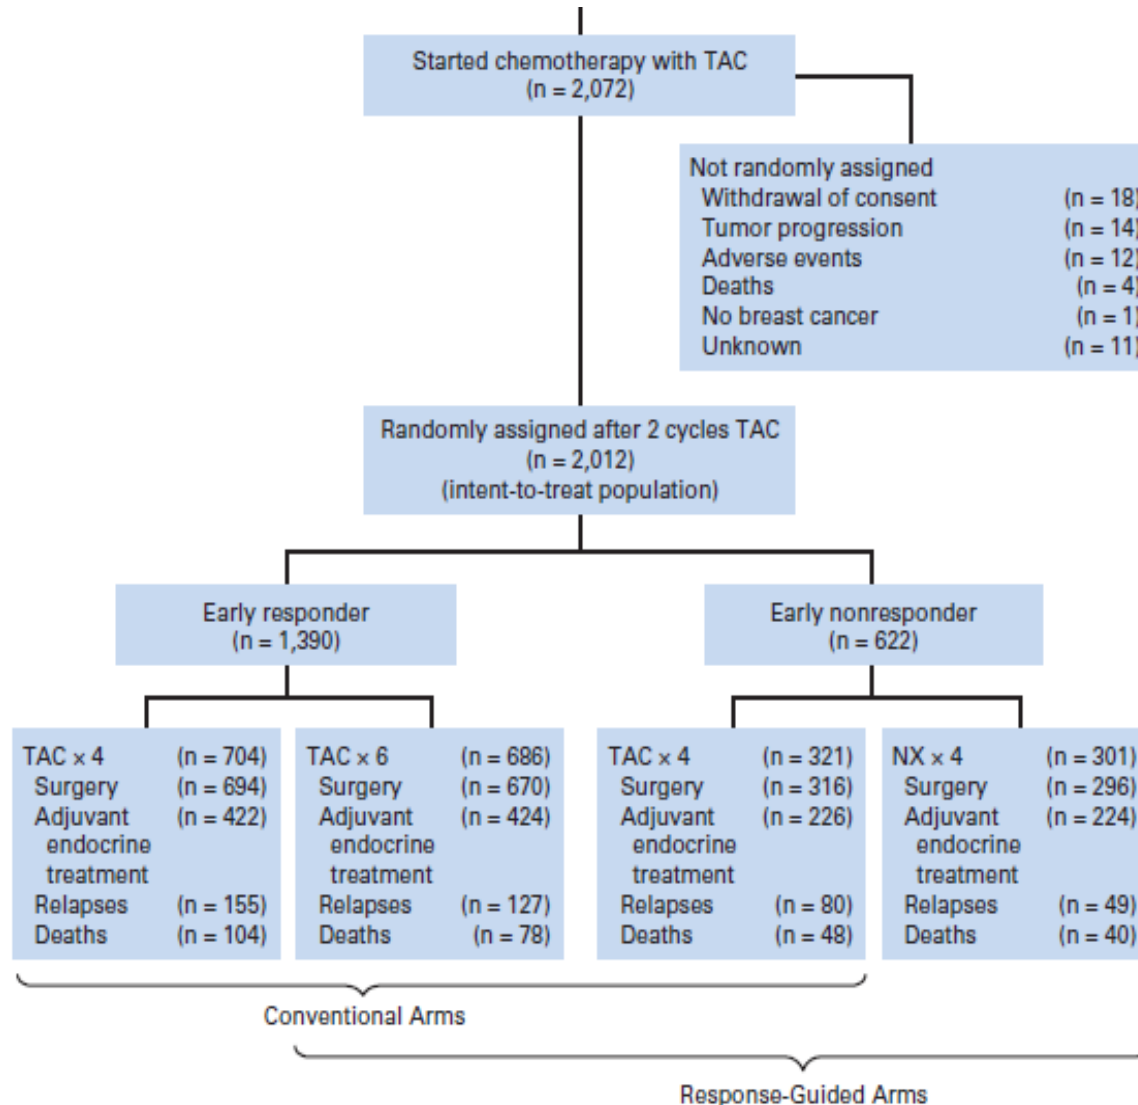 Started chemotherapy with TAC
(n = 2,072)
Not randomly assigned
Withdrawal of consent (n = 18)
Tumor progression (n = 14)
Adverse events (n = 12)
Deaths (n = 4)
No breast cancer (n = 1)
Unknown (n = 11)
Randomly assigned after 2 cycles TAC
(n = 2,012)
(intent-to-treat population)
Early responder
(n = 1,390)
Early nonresponder
(n = 622)
TAC × 4 (n = 704)
Surgery (n = 694)
Adjuvant (n = 422)
endocrine
treatment
Relapses (n = 155)
Deaths (n = 104)
TAC × 6 (n = 686)
Surgery (n = 670)
Adjuvant (n = 424)
endocrine
treatment
Relapses (n = 127)
Deaths (n = 78)
TAC × 4 (n = 321)
Surgery (n = 316)
Adjuvant (n = 226)
endocrine
treatment
Relapses (n = 80)
Deaths (n = 48)
NX × 4 (n = 301)
Surgery (n = 296)
Adjuvant (n = 224)
endocrine
treatment
Relapses (n = 49)
Deaths (n = 40)
Conventional Arms
Response-Guided Arms